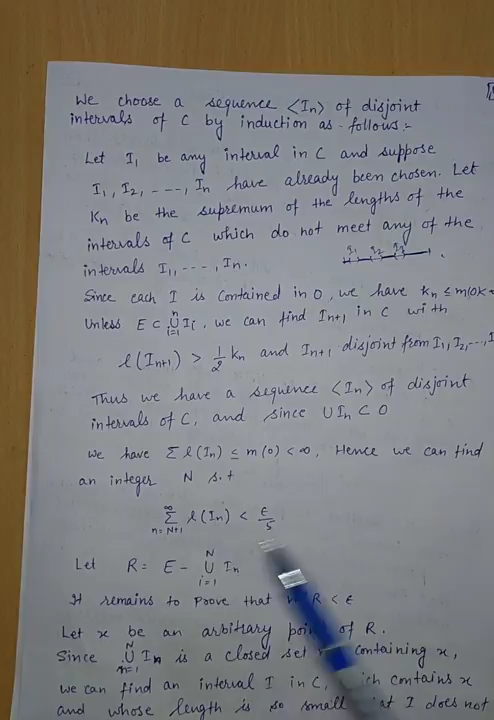 We choose a sequence <In> of disjoint
intervals of C by induction as follows:-
Let I1 be any interval in C and suppose
I1, I2, ----, In have already been chosen. Let
Kn be the supremum of the lengths of the
intervals of C which do not meet any of the
intervals I1, ----, In.
Since each I is contained in O, we have kn ≤ m(O) <
Unless E ⊂ ⋃_{i=1}^{n} Ii, we can find In+1 in C with
l(In+1) > 1/2 kn and In+1 disjoint from I1, I2, ---,
Thus we have a sequence <In> of disjoint
intervals of C, and since ∪In ⊂ O
we have Σ l(In) ≤ m(O) < ∞, Hence we can find
an integer N s.t
∑_{n=N+1}^{∞} l(In) < ε/5
Let R = E - ⋃_{i=1}^{N} In
It remains to Prove that R < ε
Let x be an arbitrary point of R.
Since ⋃_{n=1}^{N} In is a closed set containing x,
we can find an interval I in C, which contains x
and whose length is so small that I does not